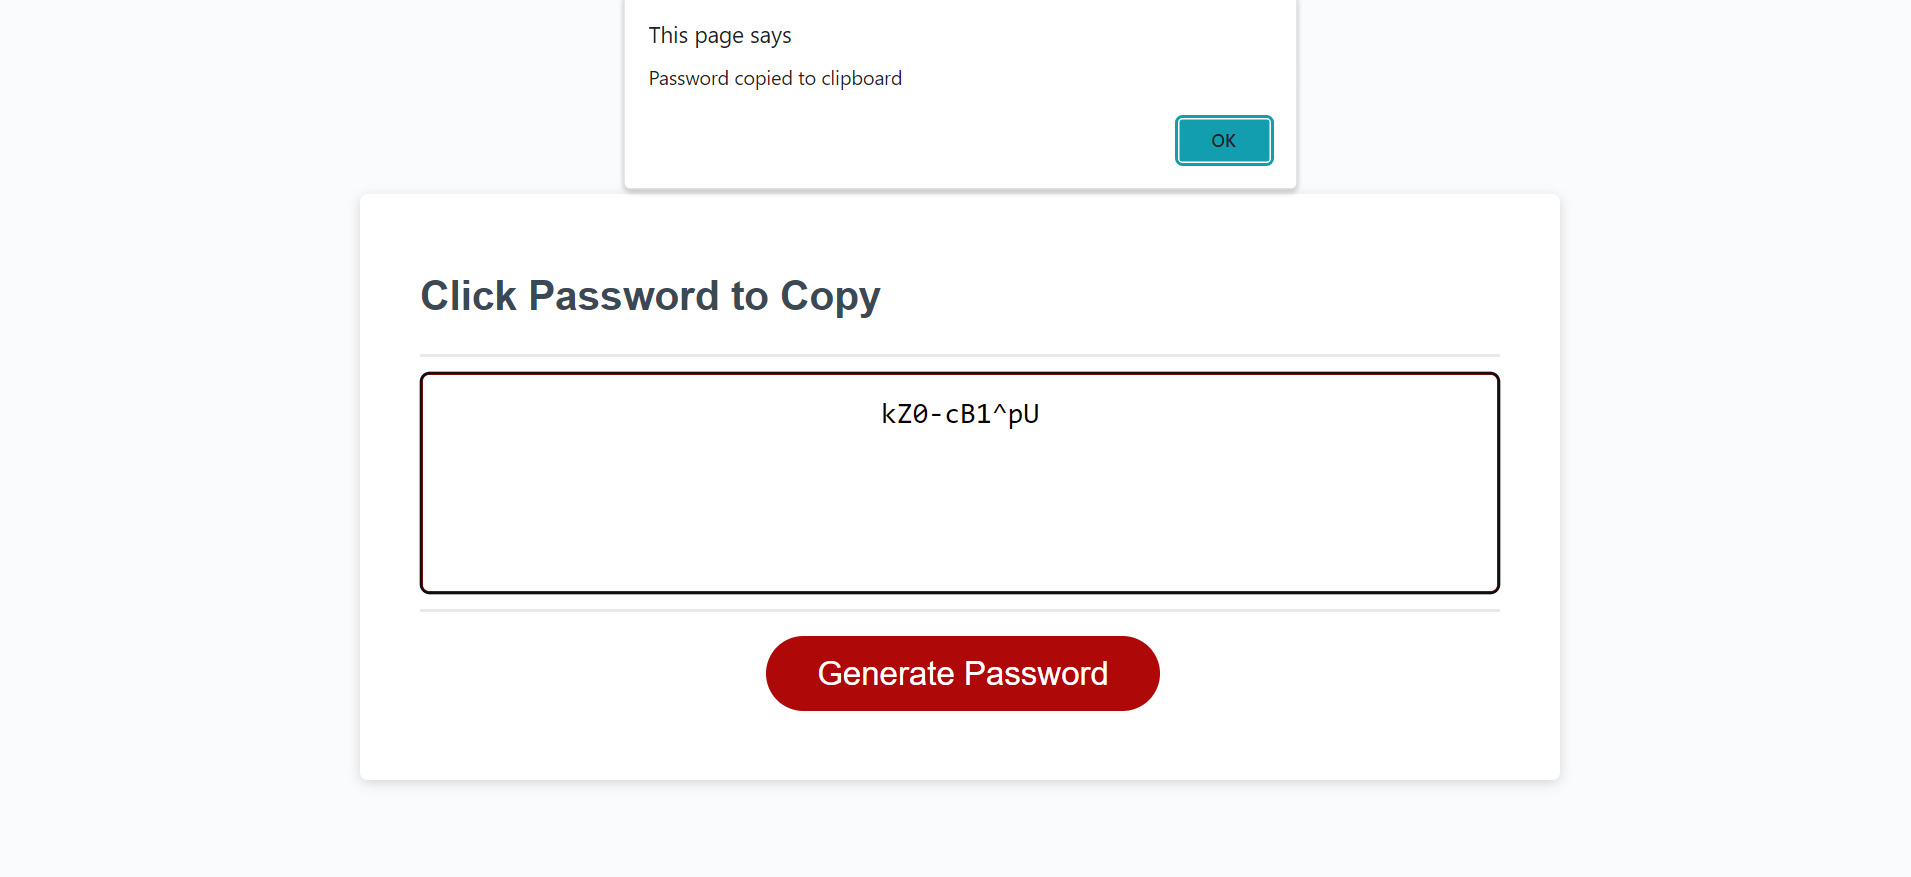 This page says
Password copied to clipboard
OK
Click Password to Copy
kZ0-cB1^pU
Generate Password